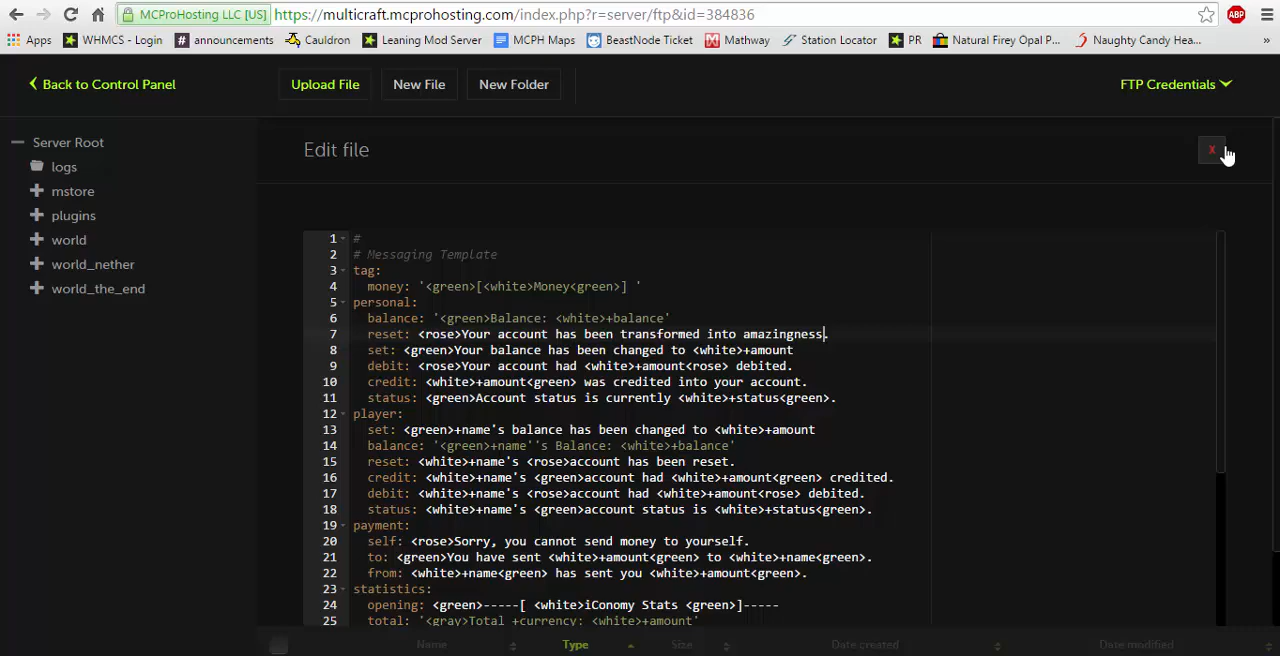 MCProHosting LLC [US] https://multicraft.mcprohosting.com/index.php?r=server/ftp&id=384836 ABP
Apps WHMCS - Login # announcements Cauldron Leaning Mod Server MCPH Maps BeastNode Ticket Mathway Station Locator PR Natural Firey Opal P... Naughty Candy Hea... »
Back to Control Panel Upload File New File New Folder FTP Credentials
Server Root
logs
mstore
plugins
world
world_nether
world_the_end
Edit file X
1 #
2 # Messaging Template
3 tag:
4 money: '<green>[<white>Money<green>] '
5 personal:
6 balance: '<green>Balance: <white>+balance'
7 reset: <rose>Your account has been transformed into amazingness.
8 set: <green>Your balance has been changed to <white>+amount
9 debit: <rose>Your account had <white>+amount<rose> debited.
10 credit: <white>+amount<green> was credited into your account.
11 status: <green>Account status is currently <white>+status<green>.
12 player:
13 set: <green>+name's balance has been changed to <white>+amount
14 balance: '<green>+name''s Balance: <white>+balance'
15 reset: <white>+name's <rose>account has been reset.
16 credit: <white>+name's <green>account had <white>+amount<green> credited.
17 debit: <white>+name's <rose>account had <white>+amount<rose> debited.
18 status: <white>+name's <green>account status is <white>+status<green>.
19 payment:
20 self: <rose>Sorry, you cannot send money to yourself.
21 to: <green>You have sent <white>+amount<green> to <white>+name<green>.
22 from: <white>+name<green> has sent you <white>+amount<green>.
23 statistics:
24 opening: <green>-----[ <white>iConomy Stats <green>]-----
25 total: '<gray>Total +currency: <white>+amount'
Name Type Size Date created Date modified